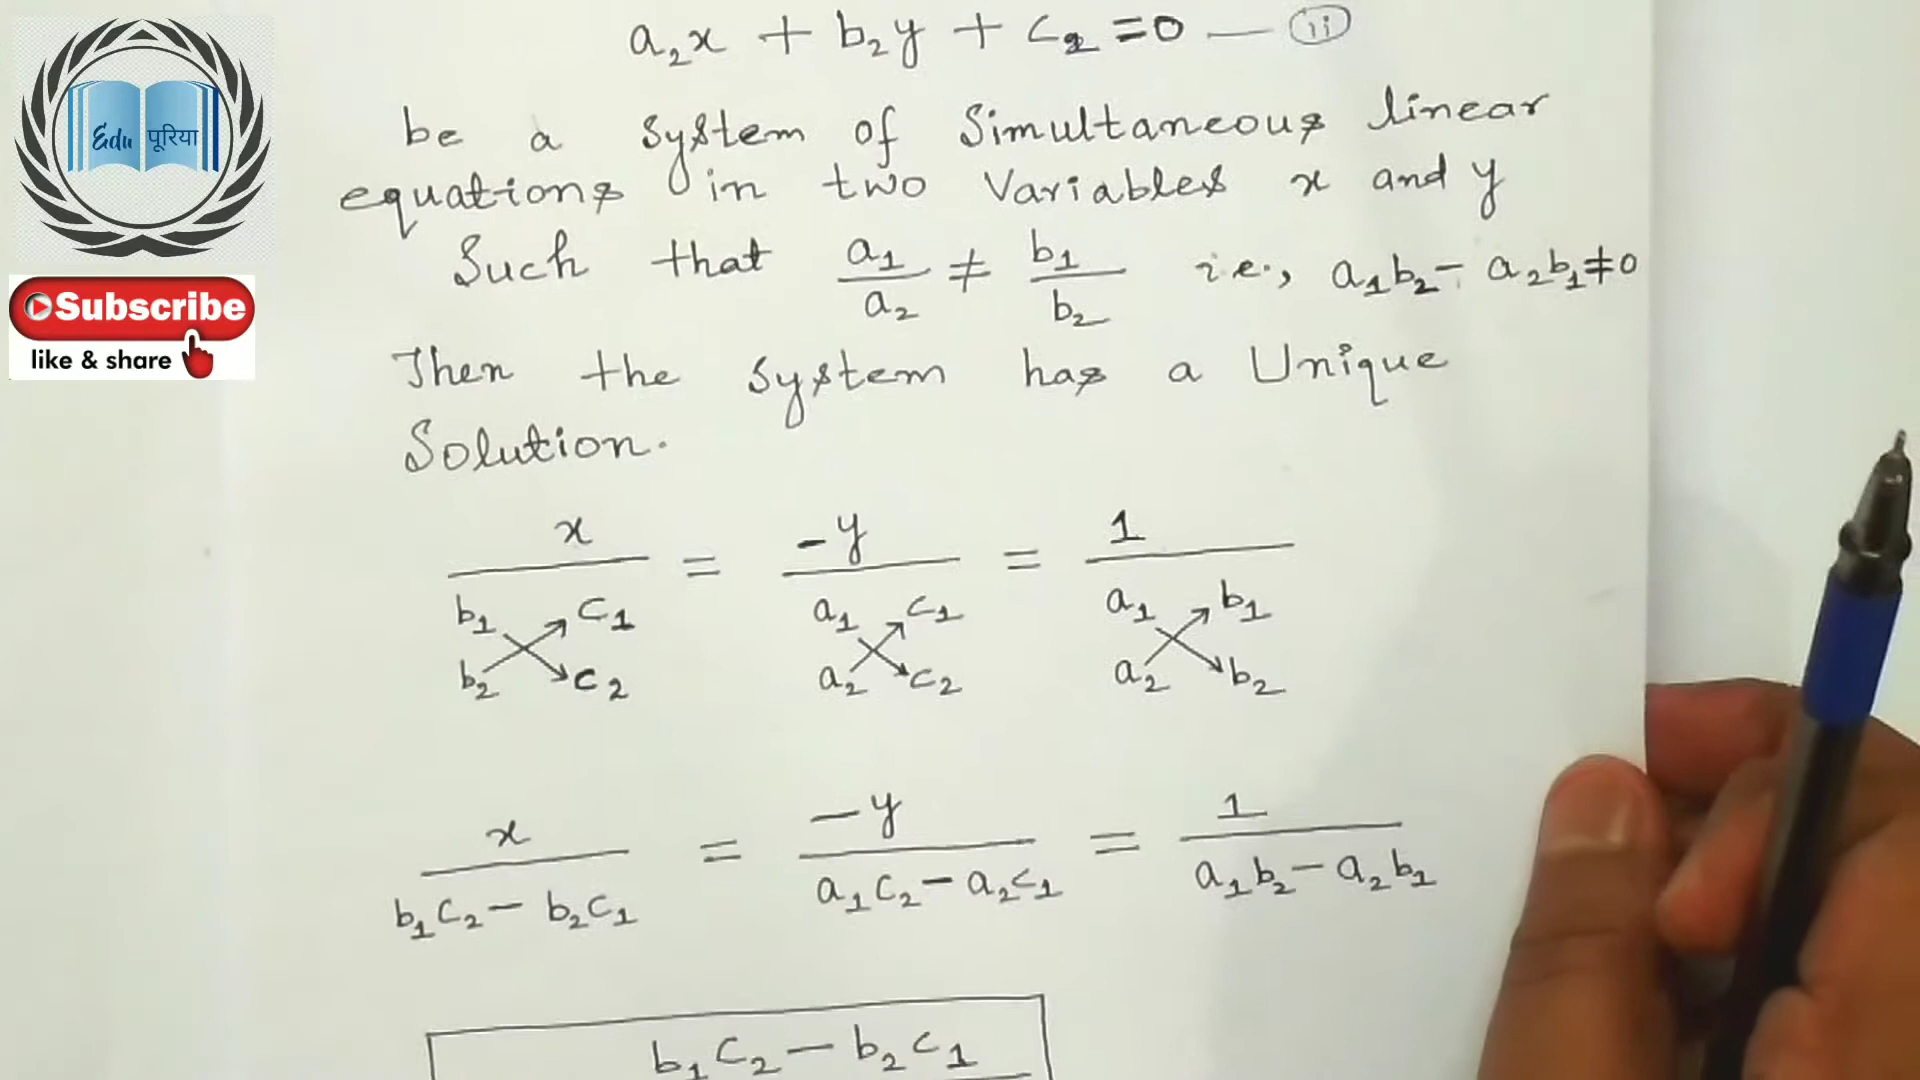 a₂x + b₂y + c₂ = 0 — (ii)
be a system of simultaneous linear
equations in two variables x and y
Such that a₁/a₂ ≠ b₁/b₂ i.e., a₁b₂ - a₂b₁ ≠ 0
Then the system has a Unique
Solution.
x = -y = 1
b₁ c₁ a₁ c₁ a₁ b₁
b₂ c₂ a₂ c₂ a₂ b₂
x = -y = 1
b₁c₂ - b₂c₁ a₁c₂ - a₂c₁ a₁b₂ - a₂b₁
b₁c₂ - b₂c₁
Edu पूरिया
Subscribe
like & share